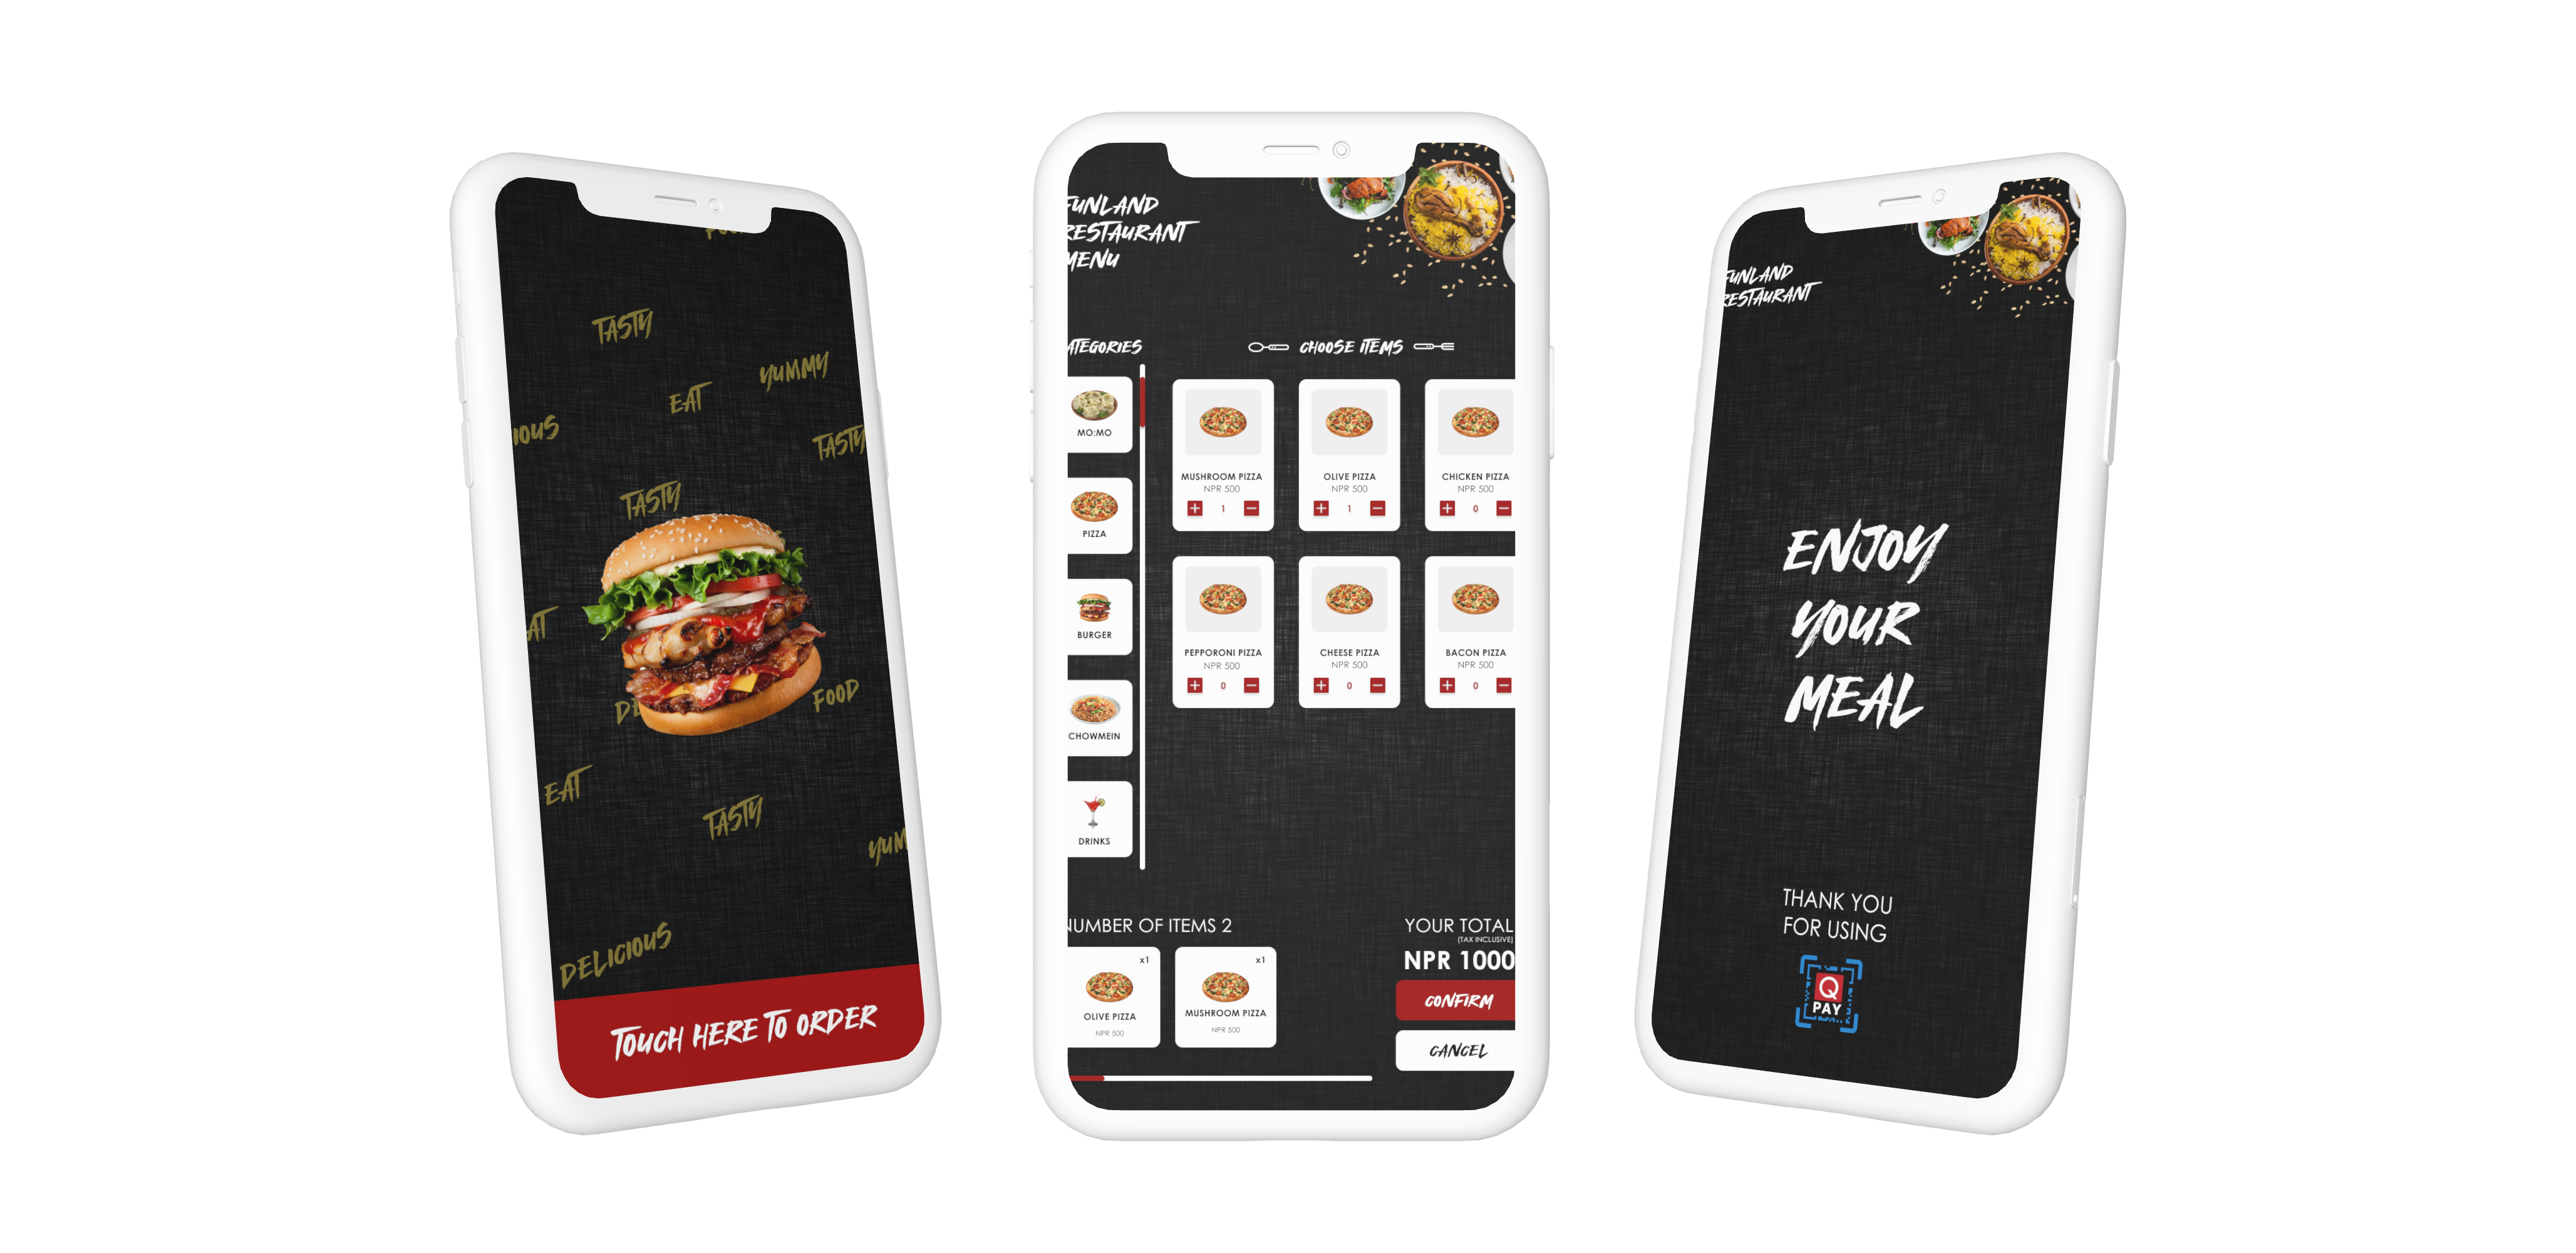 TASTY
YUMMY
EAT
IOUS
TASTY
TASTY
AT
DE
FOOD
EAT
TASTY
YUM
DELICIOUS
TOUCH HERE TO ORDER
FUNLAND
RESTAURANT
MENU
ATEGORIES
CHOOSE ITEMS
MO:MO
PIZZA
BURGER
CHOWMEIN
DRINKS
MUSHROOM PIZZA
NPR 500
+ 1 −
OLIVE PIZZA
NPR 500
+ 1 −
CHICKEN PIZZA
NPR 500
+ 0 −
PEPPORONI PIZZA
NPR 500
+ 0 −
CHEESE PIZZA
NPR 500
+ 0 −
BACON PIZZA
NPR 500
+ 0 −
NUMBER OF ITEMS 2
x1
OLIVE PIZZA
NPR 500
x1
MUSHROOM PIZZA
NPR 500
YOUR TOTAL
(TAX INCLUSIVE)
NPR 1000
CONFIRM
CANCEL
FUNLAND
RESTAURANT
ENJOY
YOUR
MEAL
THANK YOU
FOR USING
Q
PAY